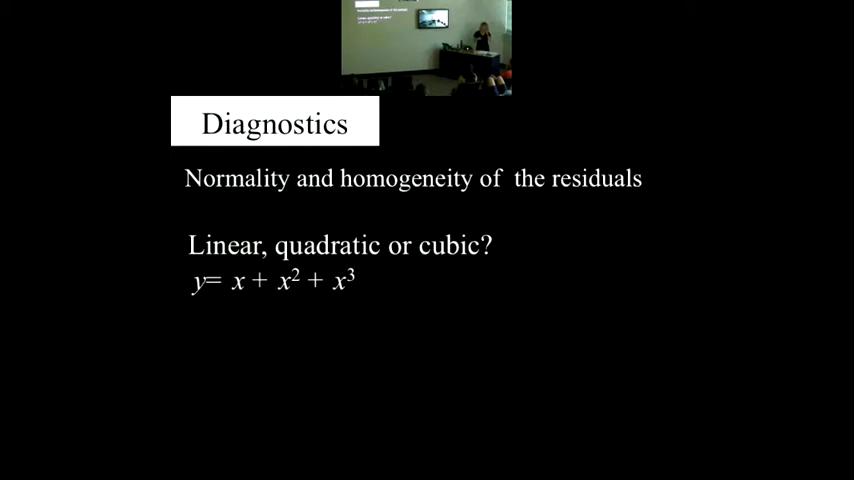 Diagnostics
Normality and homogeneity of the residuals
Linear, quadratic or cubic?
y= x + x² + x³